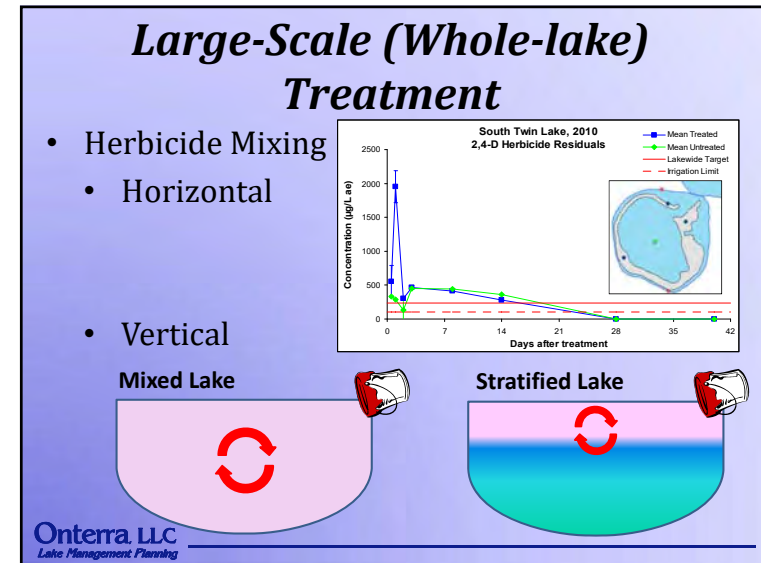 Large-Scale (Whole-lake)
Treatment
• Herbicide Mixing
• Horizontal
South Twin Lake, 2010
2,4-D Herbicide Residuals
Mean Treated
Mean Untreated
Lakewide Target
Irrigation Limit
Concentration (µg/L ae)
2500
2000
1500
1000
500
0
0 7 14 21 28 35 42
Days after treatment
• Vertical
Mixed Lake
Stratified Lake
Onterra LLC
Lake Management Planning